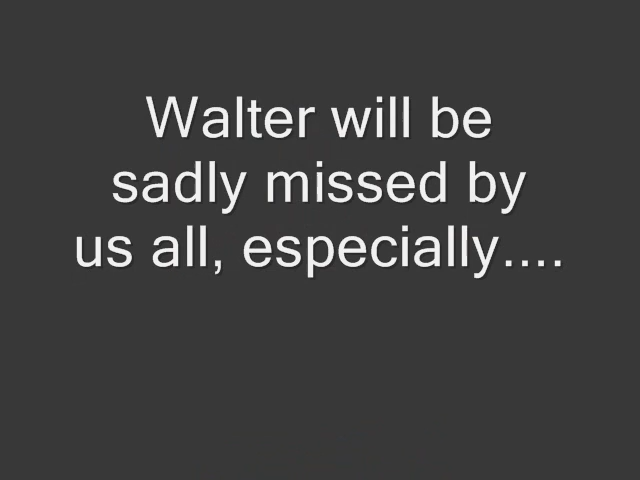 Walter will be
sadly missed by
us all, especially....